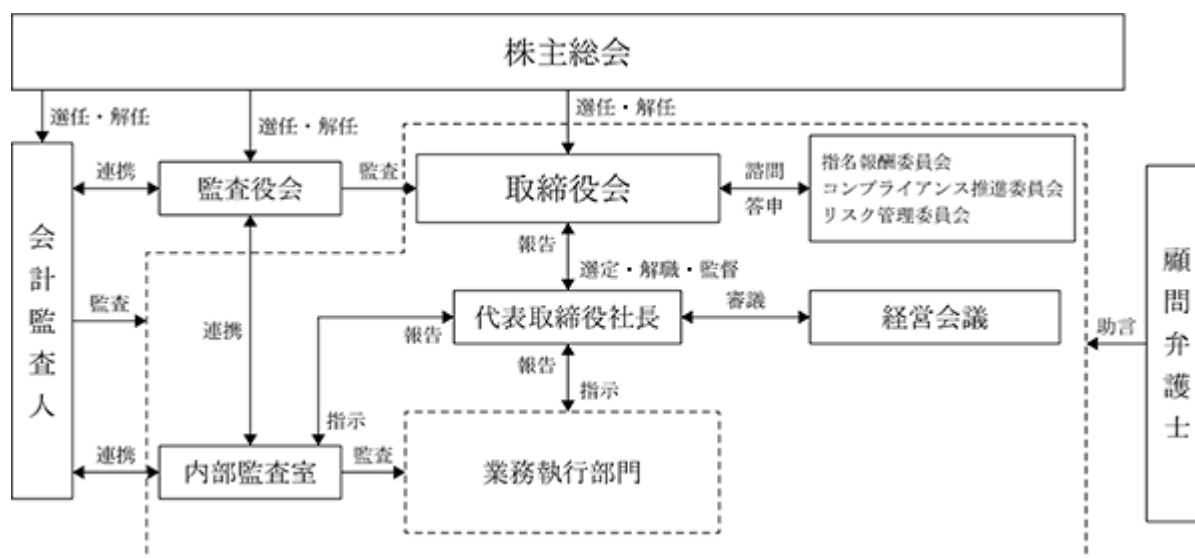 株主総会
選任・解任
選任・解任
選任・解任
会計監査人
連携
監査役会
監査
取締役会
諮問
答申
指名報酬委員会
コンプライアンス推進委員会
リスク管理委員会
顧問弁護士
報告
選定・解職・監督
監査
連携
報告
代表取締役社長
審議
経営会議
助言
報告
指示
指示
連携
内部監査室
監査
業務執行部門